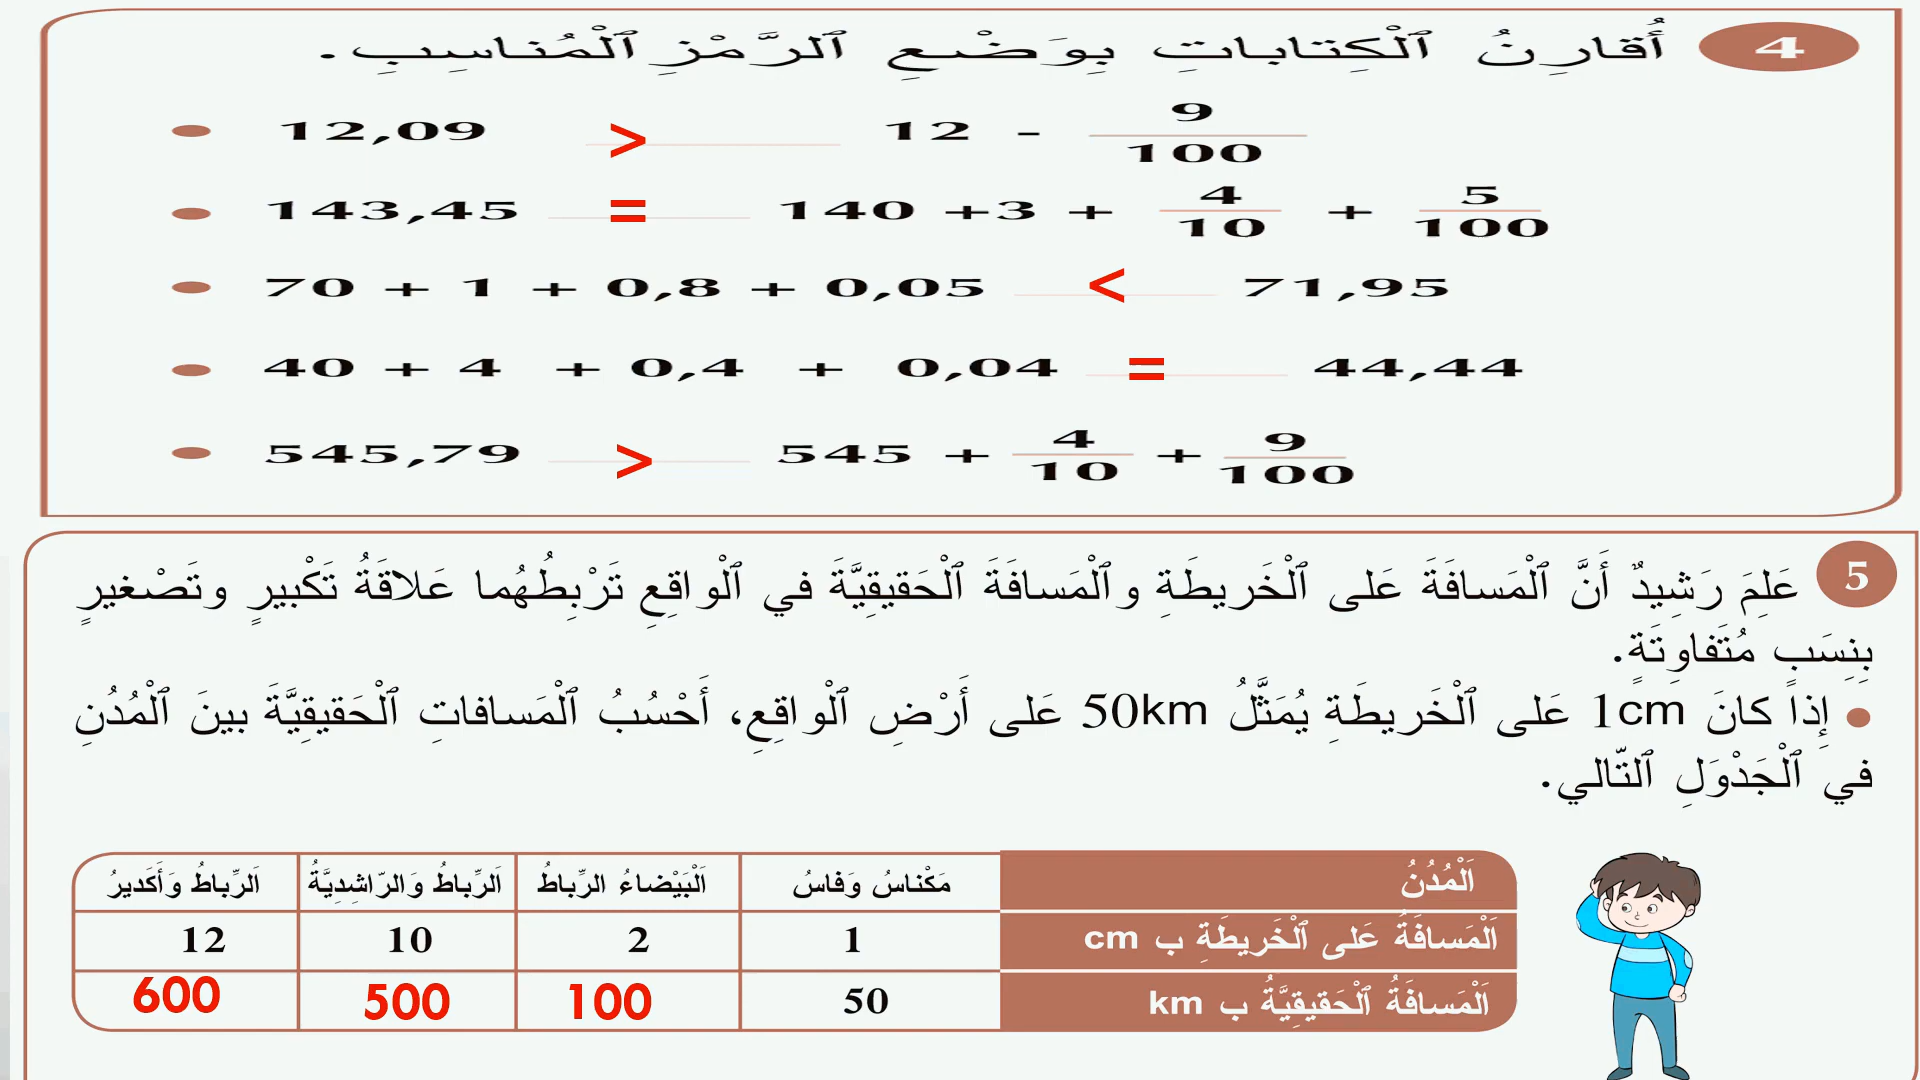 4 أُقارِنُ ٱلْكِتاباتِ بِوَضْعِ ٱلرَّمْزِ ٱلْمُناسِبِ.
• 12,09 > 12 - 9/100
• 143,45 = 140 +3 + 4/10 + 5/100
• 70 + 1 + 0,8 + 0,05 < 71,95
• 40 + 4 + 0,4 + 0,04 = 44,44
• 545,79 > 545 + 4/10 + 9/100
5 عَلِمَ رَشِيدٌ أَنَّ ٱلْمَسافَةَ عَلى ٱلْخَريطَةِ وٱلْمَسافَةَ ٱلْحَقيقِيَّةَ في ٱلْواقِعِ تَرْبِطُهُما عَلاقَةُ تَكْبيرٍ وتَصْغيرٍ
بِنِسَبٍ مُتَفاوِتَةٍ.
• إِذاً كانَ 1cm عَلى ٱلْخَريطَةِ يُمَثِّلُ 50km عَلى أَرْضِ ٱلْواقِعِ، أَحْسُبُ ٱلْمَسافاتِ ٱلْحَقيقِيَّةَ بينَ ٱلْمُدُنِ
في ٱلْجَدْوَلِ ٱلتّالي.
اَلْمُدُنُ مَكْناسُ وَفاسُ اَلْبَيْضاءُ الرِّباطُ اَلرِّباطُ وَالرّاشِدِيَّةُ اَلرِّباطُ وَأَكَديرُ
اَلْمَسافَةُ عَلى ٱلْخَريطَةِ ب cm 1 2 10 12
اَلْمَسافَةُ ٱلْحَقيقِيَّةُ ب km 50 100 500 600